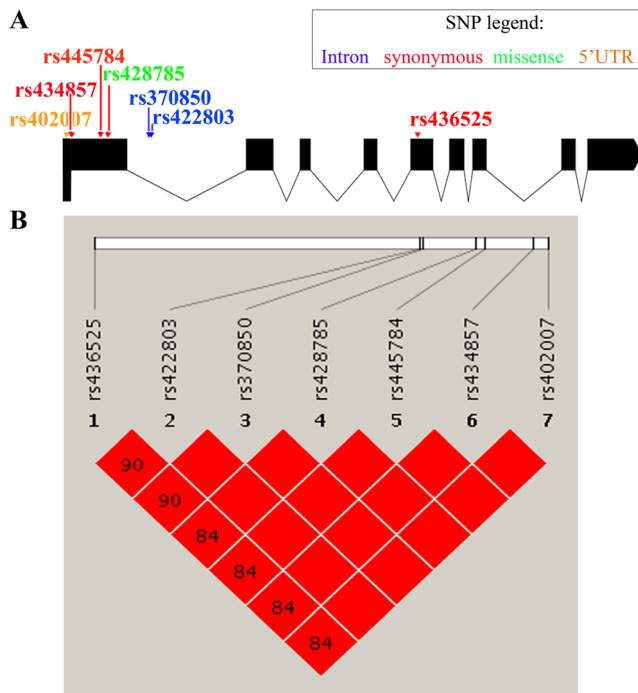 A
SNP legend:
Intron synonymous missense 5'UTR
rs445784
rs428785
rs434857
rs370850
rs402007
rs422803
rs436525
B
rs436525
rs422803
rs370850
rs428785
rs445784
rs434857
rs402007
1 2 3 4 5 6 7
90
90
84
84
84
84